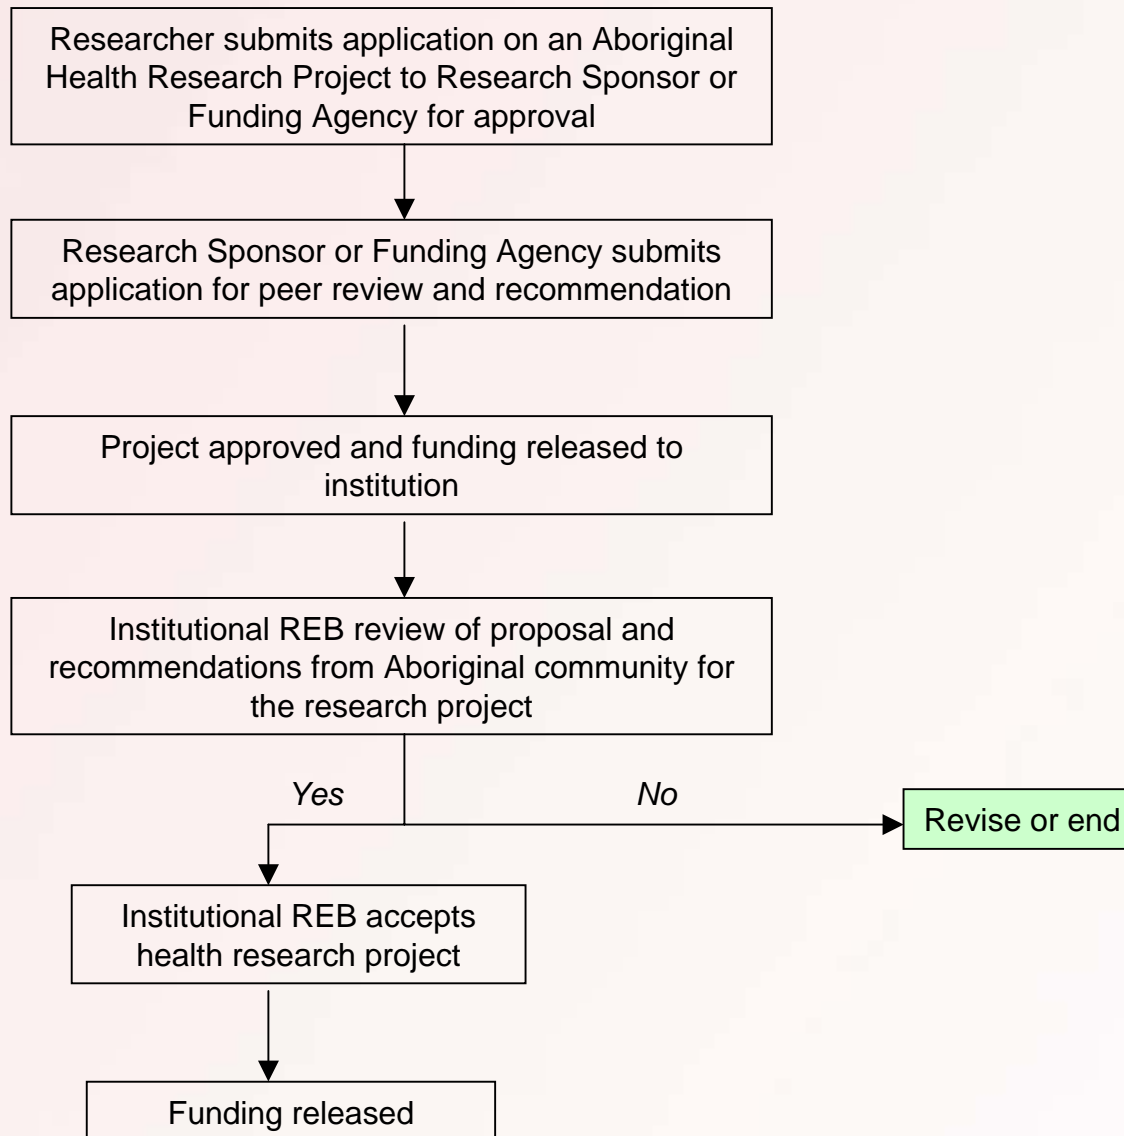 Researcher submits application on an Aboriginal
Health Research Project to Research Sponsor or
Funding Agency for approval
Research Sponsor or Funding Agency submits
application for peer review and recommendation
Project approved and funding released to
institution
Institutional REB review of proposal and
recommendations from Aboriginal community for
the research project
Yes
No
Revise or end
Institutional REB accepts
health research project
Funding released